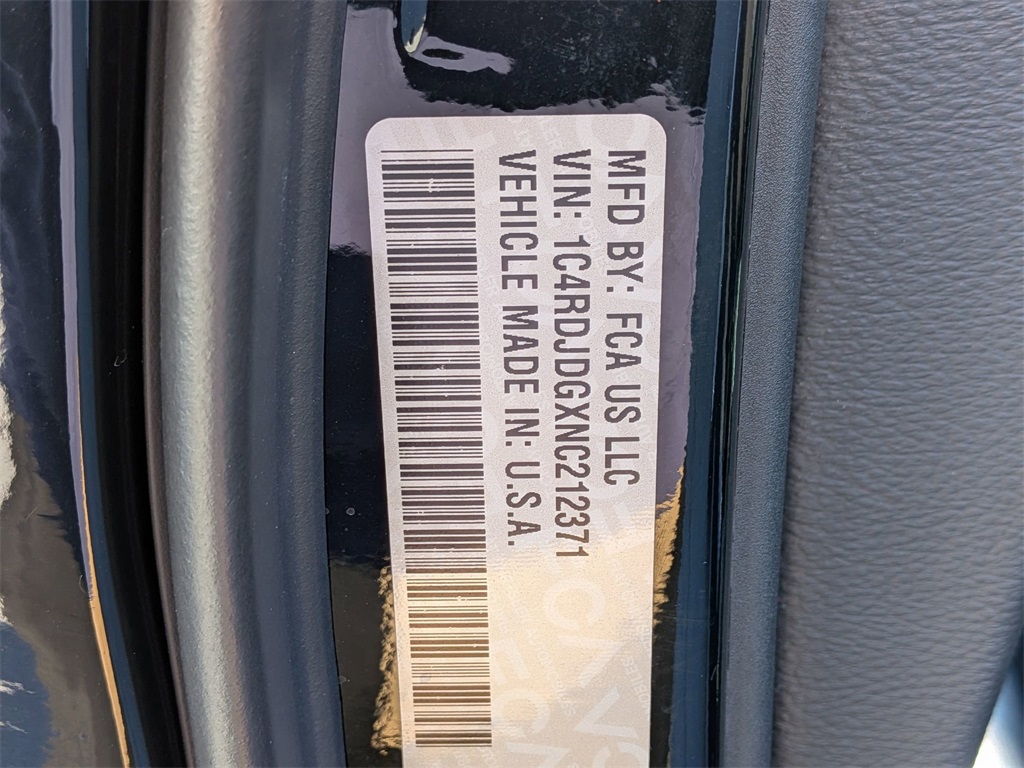 MFD BY: FCA US LLC
VIN: 1C4RDJDGXNC212371
VEHICLE MADE IN: U.S.A.